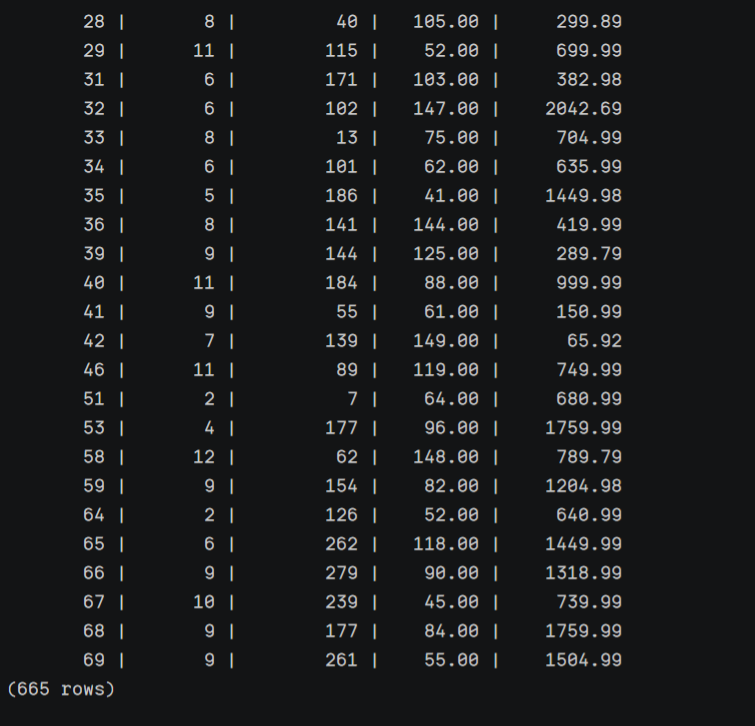 28 | 8 | 40 | 105.00 | 299.89
29 | 11 | 115 | 52.00 | 699.99
31 | 6 | 171 | 103.00 | 382.98
32 | 6 | 102 | 147.00 | 2042.69
33 | 8 | 13 | 75.00 | 704.99
34 | 6 | 101 | 62.00 | 635.99
35 | 5 | 186 | 41.00 | 1449.98
36 | 8 | 141 | 144.00 | 419.99
39 | 9 | 144 | 125.00 | 289.79
40 | 11 | 184 | 88.00 | 999.99
41 | 9 | 55 | 61.00 | 150.99
42 | 7 | 139 | 149.00 | 65.92
46 | 11 | 89 | 119.00 | 749.99
51 | 2 | 7 | 64.00 | 680.99
53 | 4 | 177 | 96.00 | 1759.99
58 | 12 | 62 | 148.00 | 789.79
59 | 9 | 154 | 82.00 | 1204.98
64 | 2 | 126 | 52.00 | 640.99
65 | 6 | 262 | 118.00 | 1449.99
66 | 9 | 279 | 90.00 | 1318.99
67 | 10 | 239 | 45.00 | 739.99
68 | 9 | 177 | 84.00 | 1759.99
69 | 9 | 261 | 55.00 | 1504.99
(665 rows)